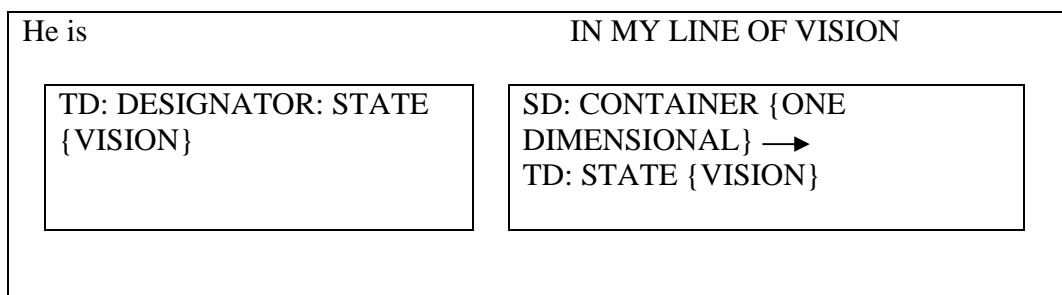 He is IN MY LINE OF VISION
TD: DESIGNATOR: STATE
{VISION}
SD: CONTAINER {ONE
DIMENSIONAL} →
TD: STATE {VISION}